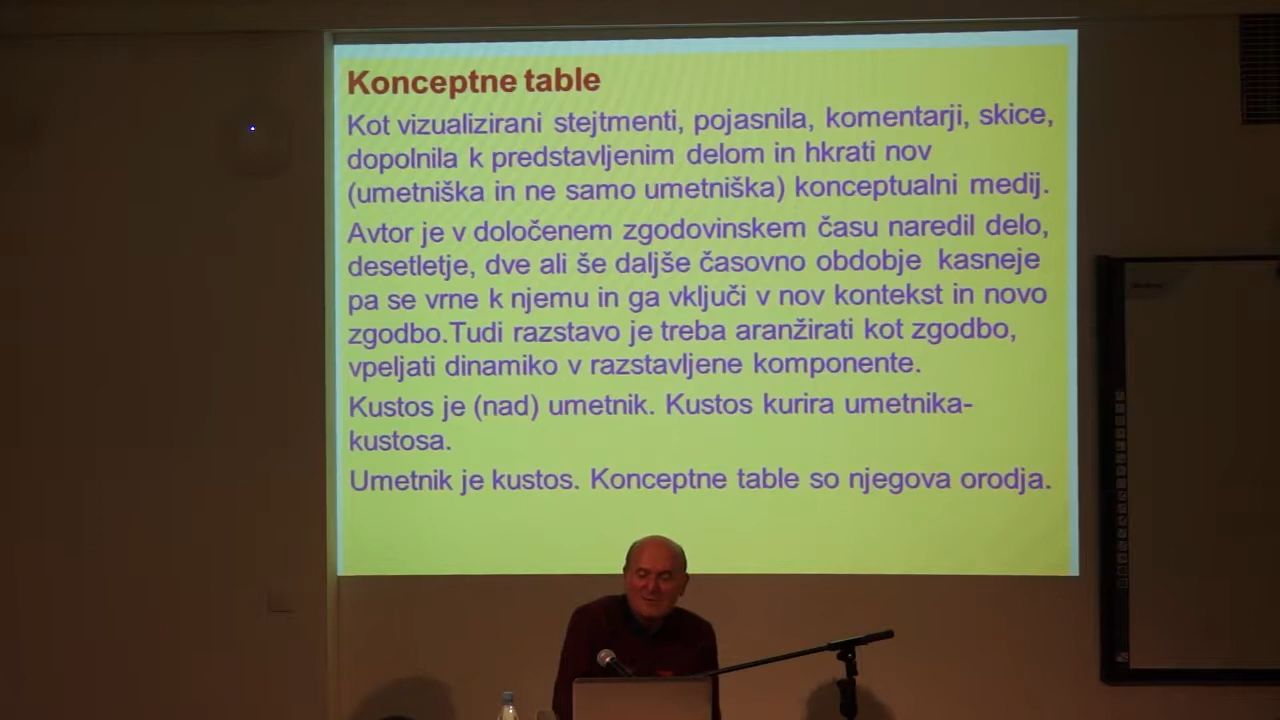 Konceptne table
Kot vizualizirani stejtmenti, pojasnila, komentarji, skice,
dopolnila k predstavljenim delom in hkrati nov
(umetniška in ne samo umetniška) konceptualni medij.
Avtor je v določenem zgodovinskem času naredil delo,
desetletje, dve ali še daljše časovno obdobje kasneje
pa se vrne k njemu in ga vključi v nov kontekst in novo
zgodbo.Tudi razstavo je treba aranžirati kot zgodbo,
vpeljati dinamiko v razstavljene komponente.
Kustos je (nad) umetnik. Kustos kurira umetnika-
kustosa.
Umetnik je kustos. Konceptne table so njegova orodja.